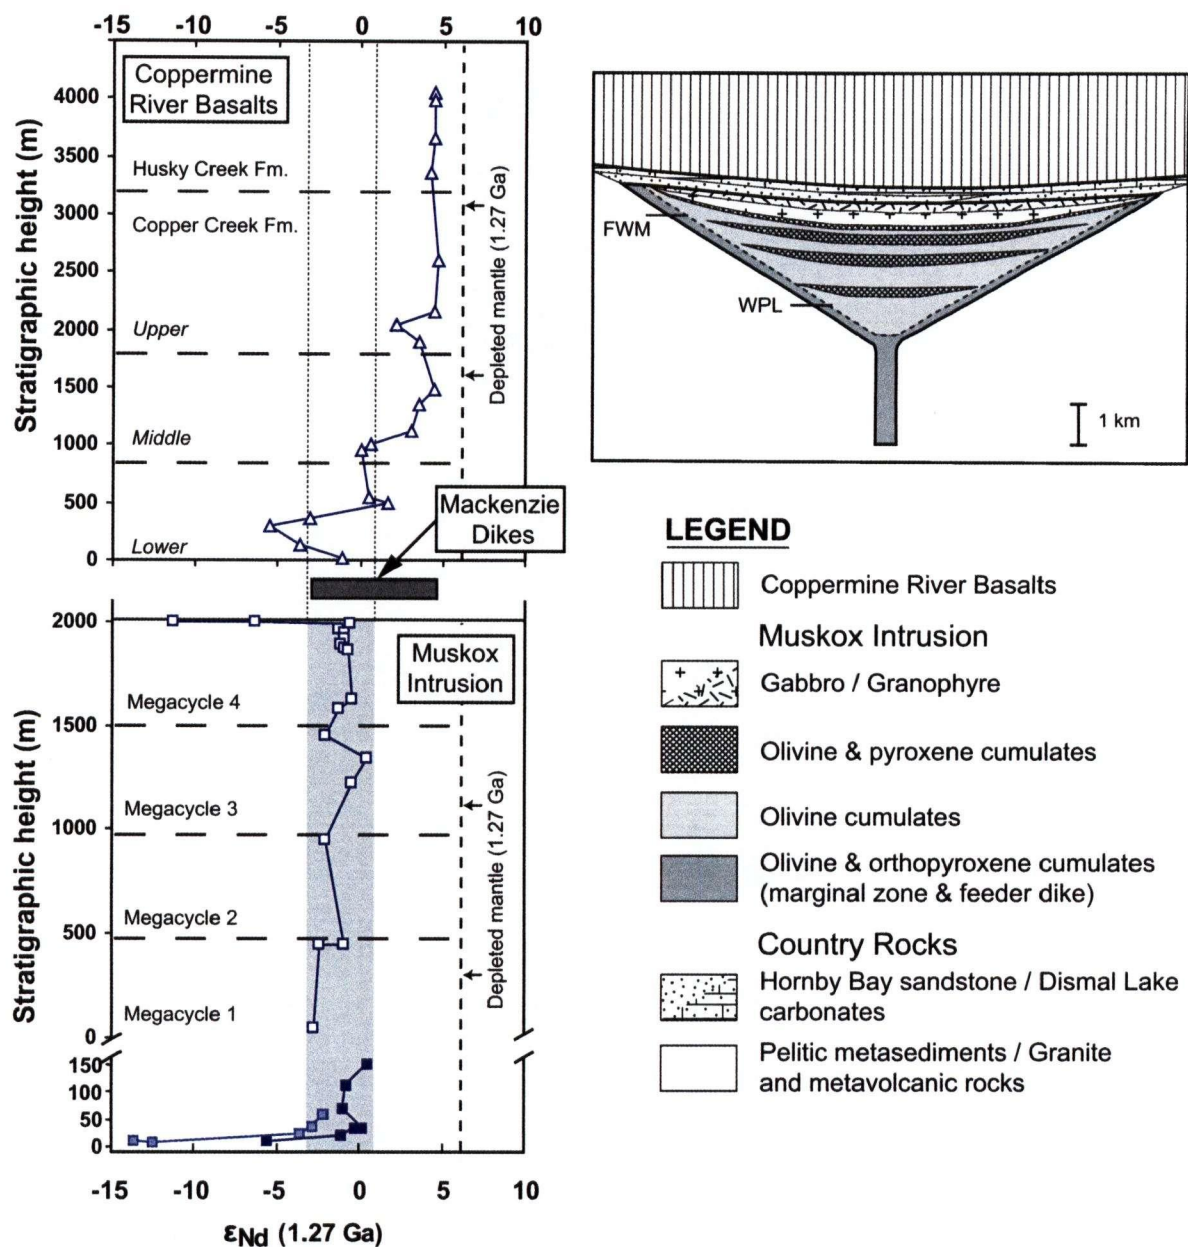 -15 -10 -5 0 5 10
Coppermine
River Basalts
Stratigraphic height (m)
4000
3500
3000
2500
2000
1500
1000
500
0
Husky Creek Fm.
Copper Creek Fm.
Upper
Middle
Lower
Depleted mantle (1.27 Ga)
Mackenzie
Dikes
Muskox
Intrusion
Stratigraphic height (m)
2000
1500
1000
500
0
150
100
50
0
Megacycle 4
Megacycle 3
Megacycle 2
Megacycle 1
Depleted mantle (1.27 Ga)
-15 -10 -5 0 5 10
εNd (1.27 Ga)
FWM
WPL
1 km
LEGEND
Coppermine River Basalts
Muskox Intrusion
Gabbro / Granophyre
Olivine & pyroxene cumulates
Olivine cumulates
Olivine & orthopyroxene cumulates
(marginal zone & feeder dike)
Country Rocks
Hornby Bay sandstone / Dismal Lake
carbonates
Pelitic metasediments / Granite
and metavolcanic rocks